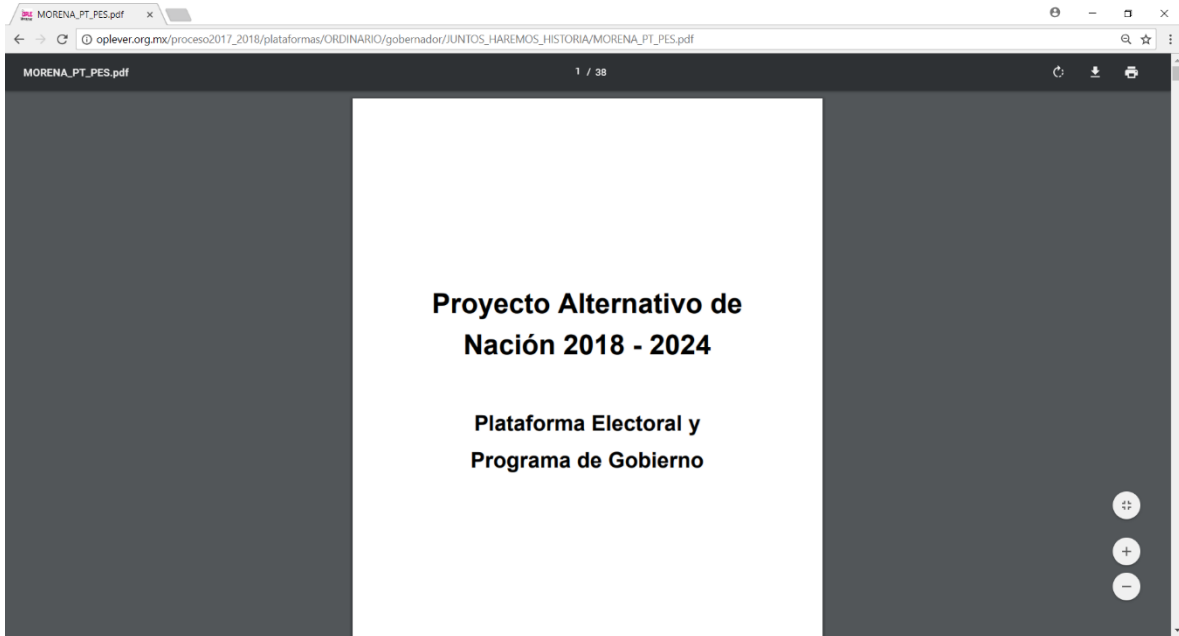 MORENA_PT_PES.pdf
oplever.org.mx/proceso2017_2018/plataformas/ORDINARIO/gobernador/JUNTOS_HAREMOS_HISTORIA/MORENA_PT_PES.pdf
MORENA_PT_PES.pdf 1 / 38
Proyecto Alternativo de
Nación 2018 - 2024
Plataforma Electoral y
Programa de Gobierno